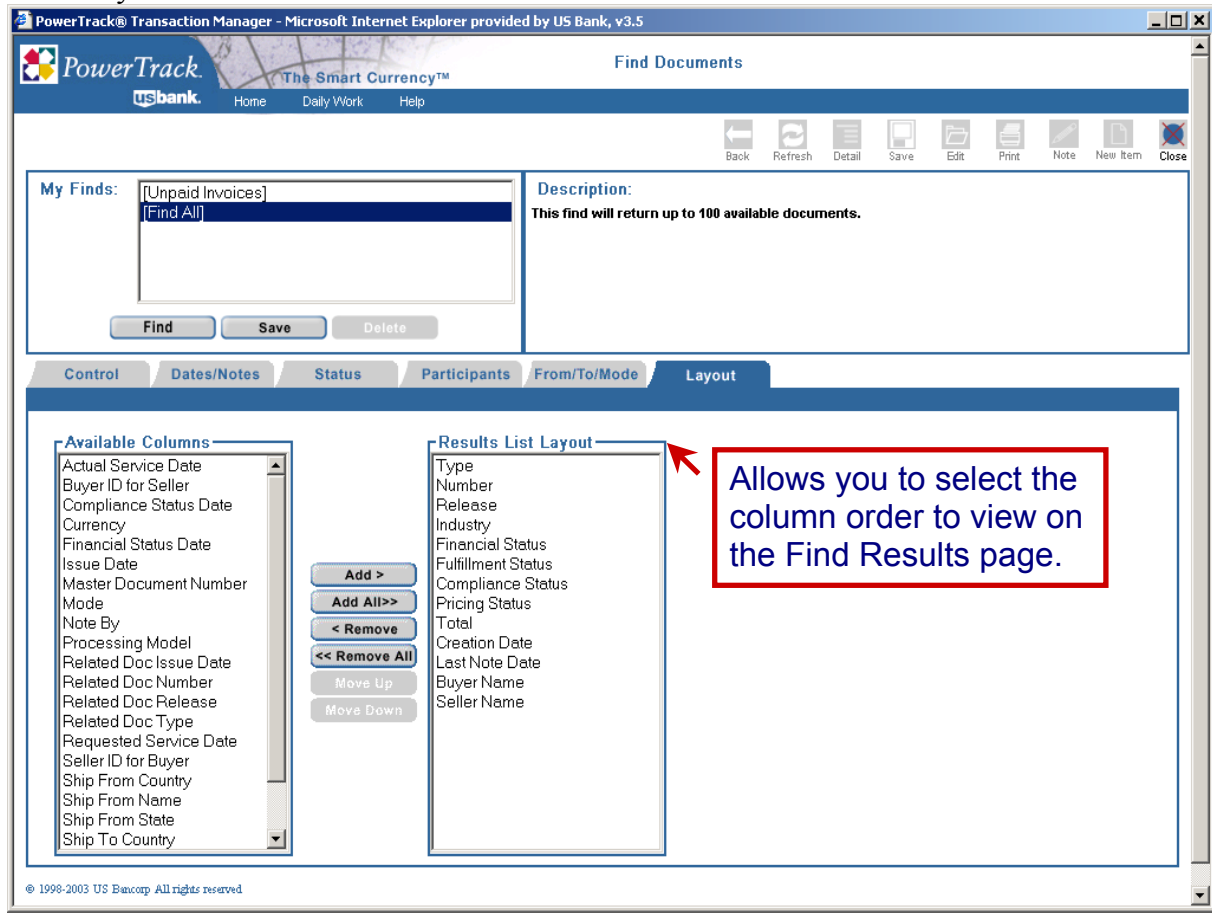 PowerTrack® Transaction Manager - Microsoft Internet Explorer provided by US Bank, v3.5
PowerTrack.
The Smart Currency™
Find Documents
usbank.
Home Daily Work Help
Back Refresh Detail Save Edit Print Note New Item Close
My Finds:
[Unpaid Invoices]
[Find All]
Find Save Delete
Description:
This find will return up to 100 available documents.
Control Dates/Notes Status Participants From/To/Mode Layout
Available Columns
Actual Service Date
Buyer ID for Seller
Compliance Status Date
Currency
Financial Status Date
Issue Date
Master Document Number
Mode
Note By
Processing Model
Related Doc Issue Date
Related Doc Number
Related Doc Release
Related Doc Type
Requested Service Date
Seller ID for Buyer
Ship From Country
Ship From Name
Ship From State
Ship To Country
Add >
Add All>>
< Remove
<< Remove All
Move Up
Move Down
Results List Layout
Type
Number
Release
Industry
Financial Status
Fulfillment Status
Compliance Status
Pricing Status
Total
Creation Date
Last Note Date
Buyer Name
Seller Name
Allows you to select the
column order to view on
the Find Results page.
© 1998-2003 US Bancorp All rights reserved